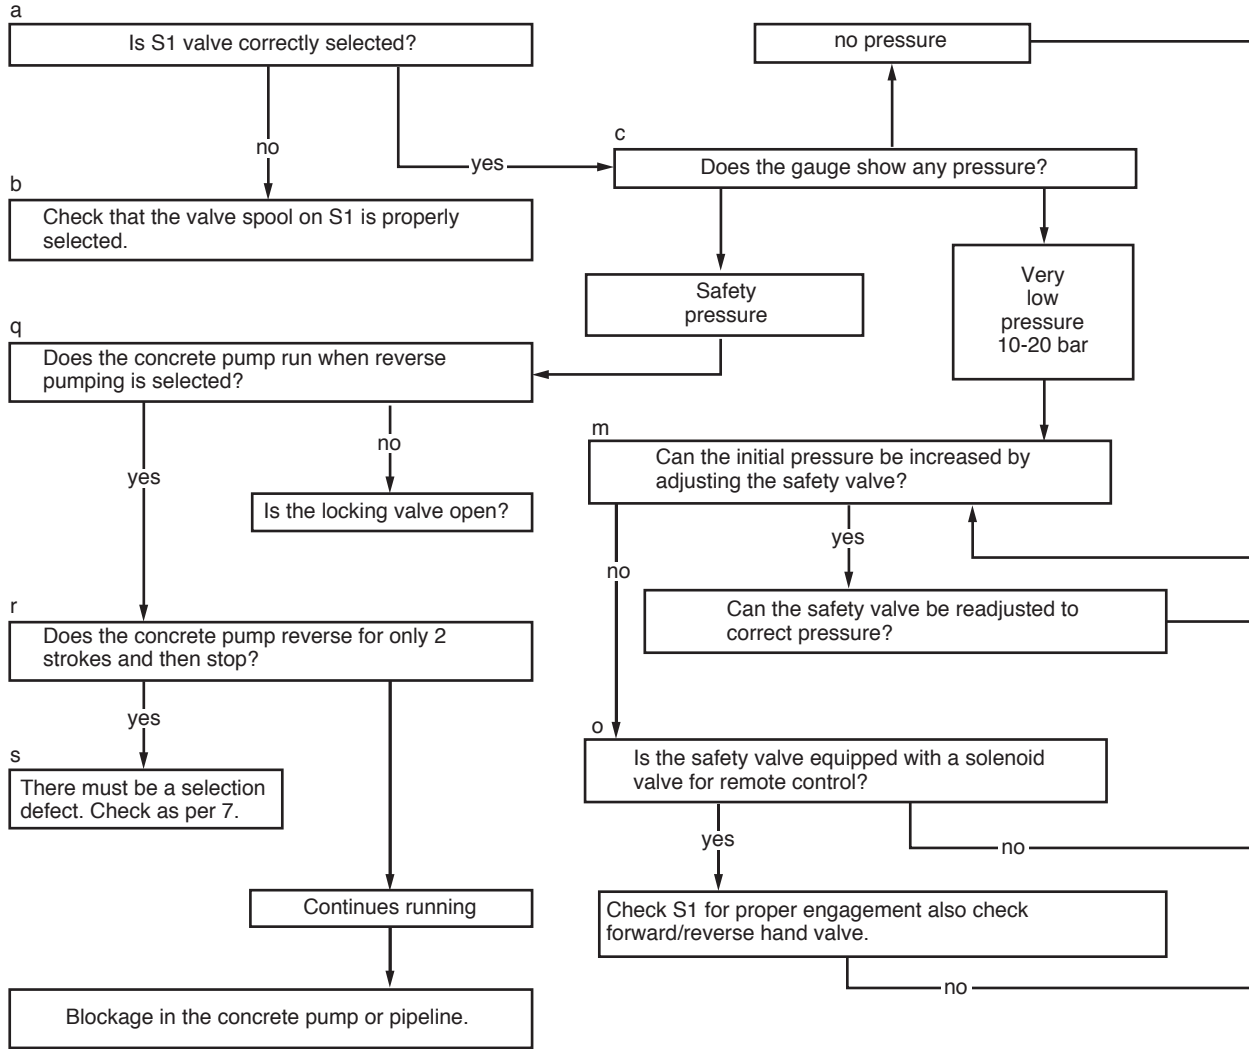 a
Is S1 valve correctly selected?
no pressure
c
no
yes
Does the gauge show any pressure?
b
Check that the valve spool on S1 is properly
selected.
Safety
pressure
Very
low
pressure
10-20 bar
q
Does the concrete pump run when reverse
pumping is selected?
m
no
Can the initial pressure be increased by
adjusting the safety valve?
yes
Is the locking valve open?
yes
no
r
Can the safety valve be readjusted to
correct pressure?
Does the concrete pump reverse for only 2
strokes and then stop?
yes
o
s
Is the safety valve equipped with a solenoid
valve for remote control?
There must be a selection
defect. Check as per 7.
yes
no
Continues running
Check S1 for proper engagement also check
forward/reverse hand valve.
no
Blockage in the concrete pump or pipeline.